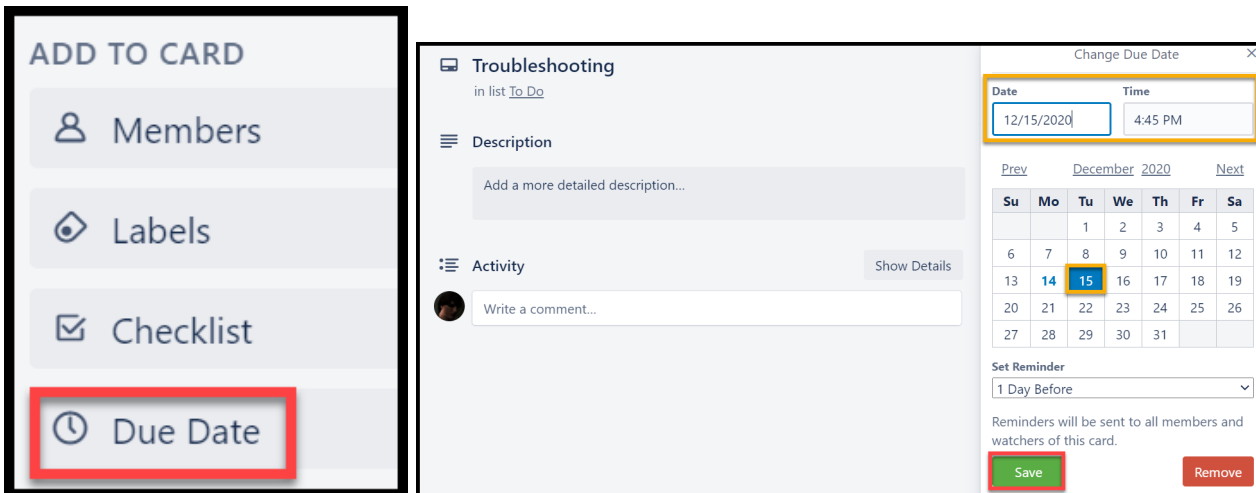 ADD TO CARD
Members
Labels
Checklist
Due Date
Troubleshooting
in list To Do
Description
Add a more detailed description...
Activity
Show Details
Write a comment...
Change Due Date
Date Time
12/15/2020 4:45 PM
Prev December 2020 Next
Su Mo Tu We Th Fr Sa
1 2 3 4 5
6 7 8 9 10 11 12
13 14 15 16 17 18 19
20 21 22 23 24 25 26
27 28 29 30 31
Set Reminder
1 Day Before
Reminders will be sent to all members and
watchers of this card.
Save Remove